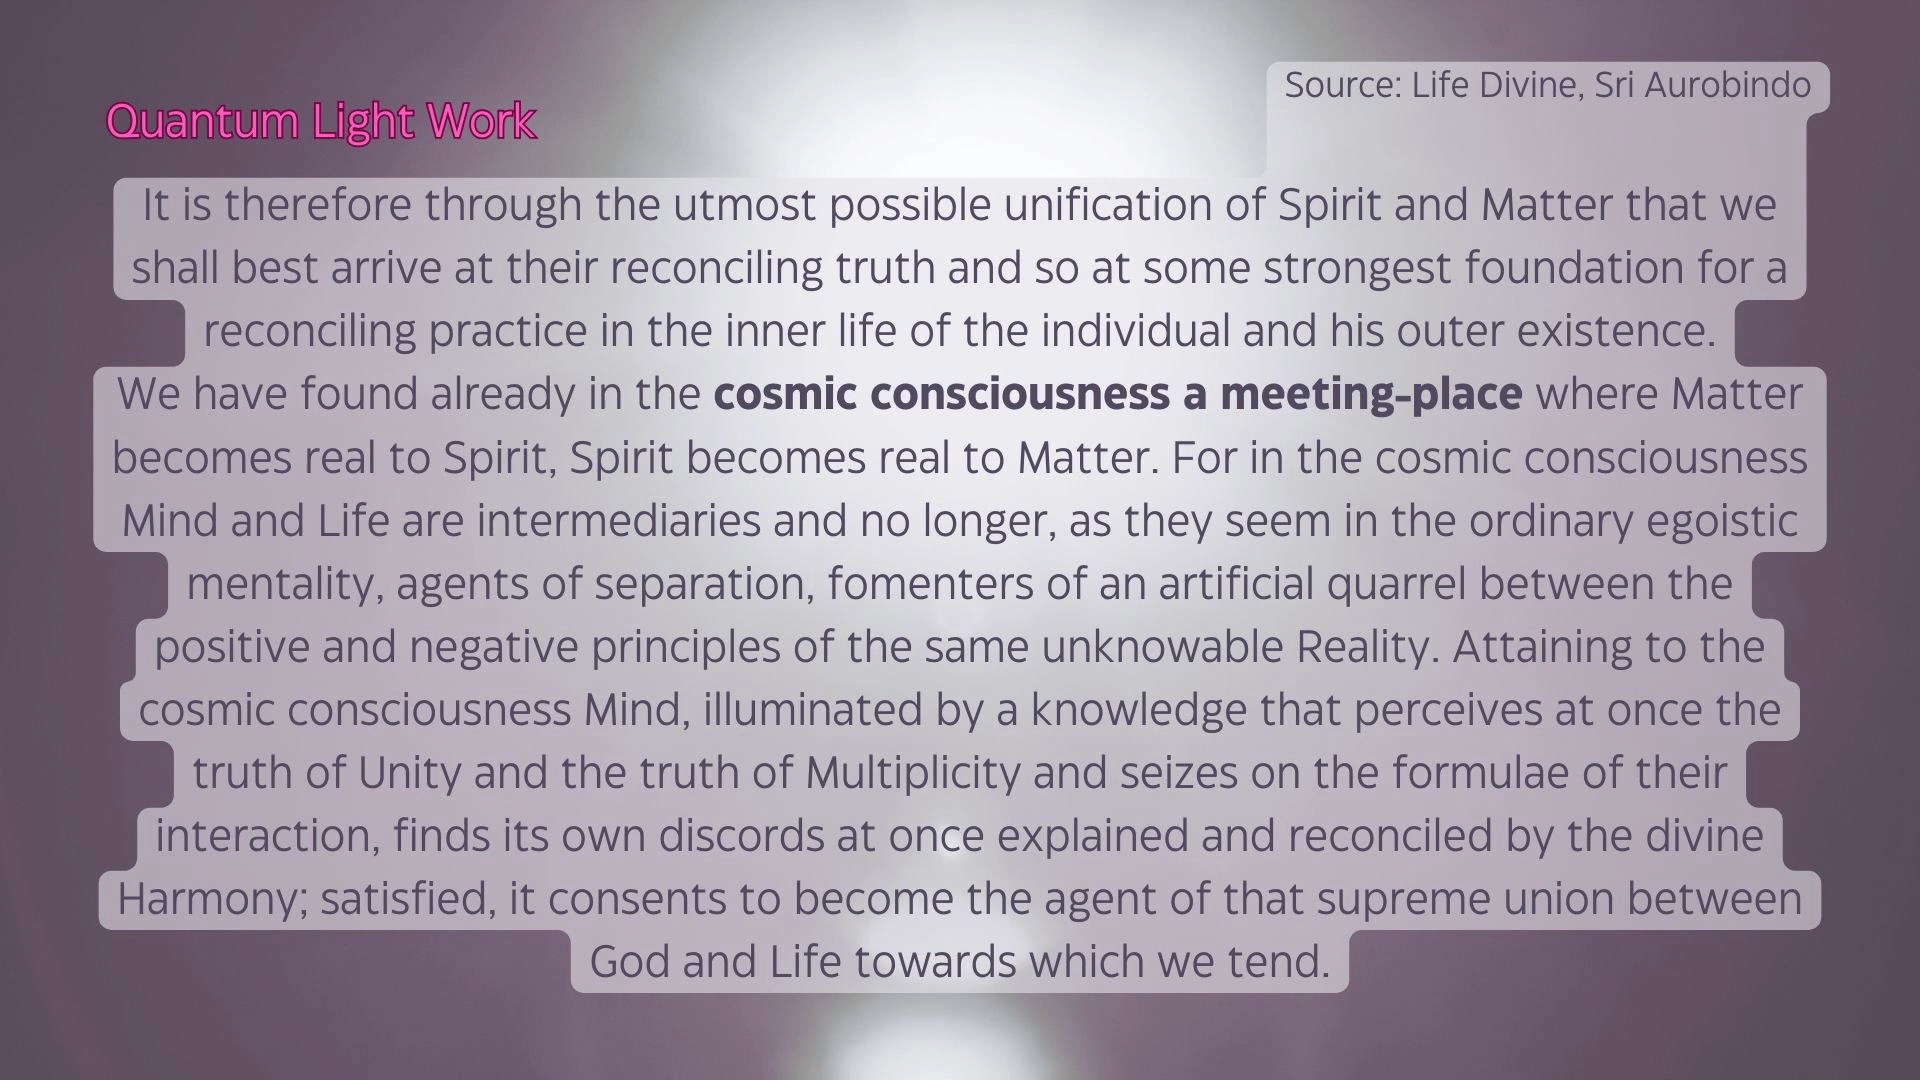 Source: Life Divine, Sri Aurobindo
Quantum Light Work
It is therefore through the utmost possible unification of Spirit and Matter that we
shall best arrive at their reconciling truth and so at some strongest foundation for a
reconciling practice in the inner life of the individual and his outer existence.
We have found already in the cosmic consciousness a meeting-place where Matter
becomes real to Spirit, Spirit becomes real to Matter. For in the cosmic consciousness
Mind and Life are intermediaries and no longer, as they seem in the ordinary egoistic
mentality, agents of separation, fomenters of an artificial quarrel between the
positive and negative principles of the same unknowable Reality. Attaining to the
cosmic consciousness Mind, illuminated by a knowledge that perceives at once the
truth of Unity and the truth of Multiplicity and seizes on the formulae of their
interaction, finds its own discords at once explained and reconciled by the divine
Harmony; satisfied, it consents to become the agent of that supreme union between
God and Life towards which we tend.